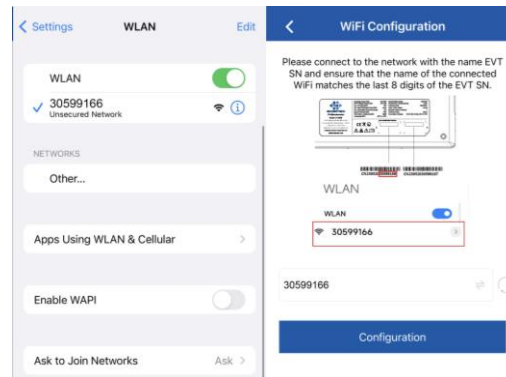 Settings
WLAN
Edit
WLAN
30599166
Unsecured Network
NETWORKS
Other...
Apps Using WLAN & Cellular
Enable WAPI
Ask to Join Networks
Ask
WiFi Configuration
Please connect to the network with the name EVT
SN and ensure that the name of the connected
WiFi matches the last 8 digits of the EVT SN.
WLAN
WLAN
30599166
30599166
Configuration